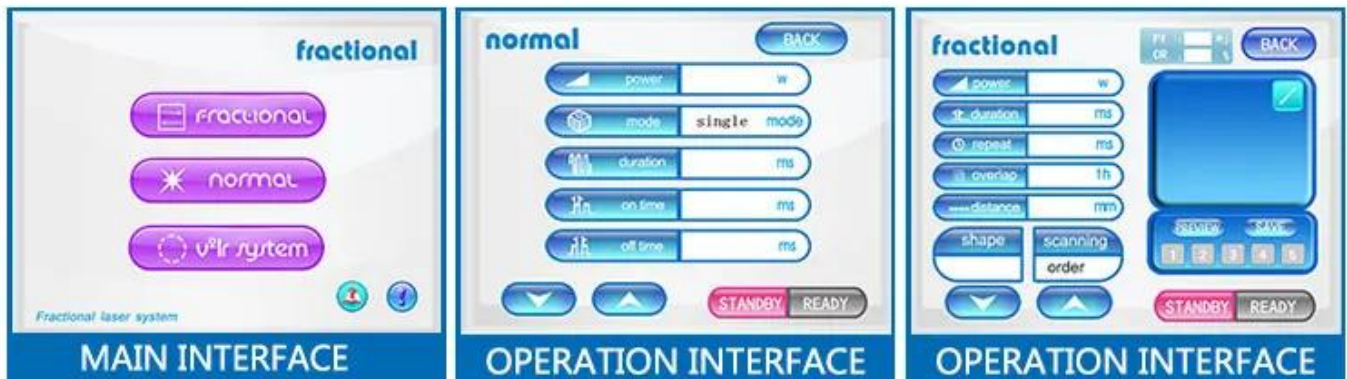 fractional
fractional
normal
v²lr system
Fractional laser system
MAIN INTERFACE
normal
BACK
power w
mode single mode
duration ms
on time ms
off time ms
STANDBY READY
OPERATION INTERFACE
fractional
BACK
power w
duration ms
repeat ms
overlap th
distance mm
shape scanning
order
PREVIEW SAVE
1 2 3 4 5
STANDBY READY
OPERATION INTERFACE